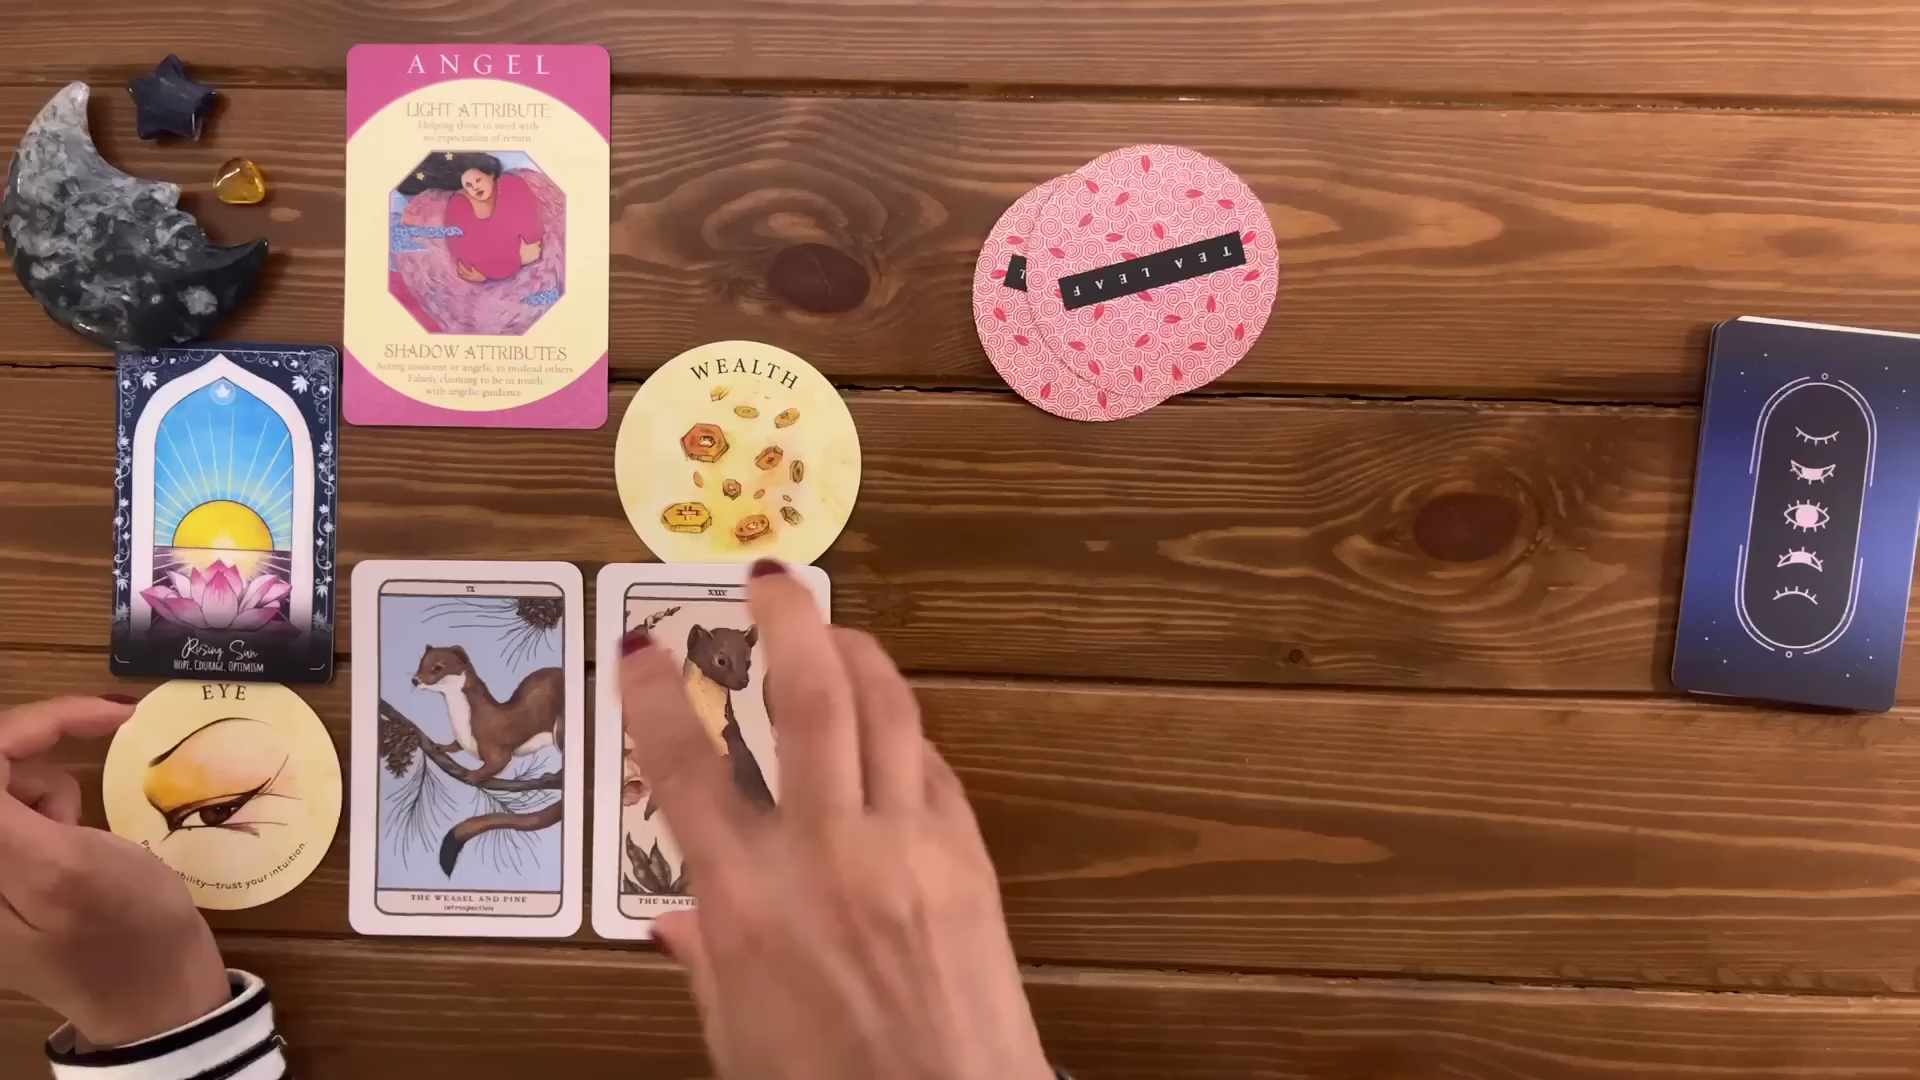 ANGEL
LIGHT ATTRIBUTE
Helping those in need with
no expectation of return
SHADOW ATTRIBUTES
Acting innocent or angelic to mislead others
Falsely claiming to be in touch
with angelic guidance
WEALTH
TEA LEAF
Rising Sun
HOPE, COURAGE, OPTIMISM
EYE
trust your intuition.
IX
THE WEASEL AND PINE
introspection
XXIV